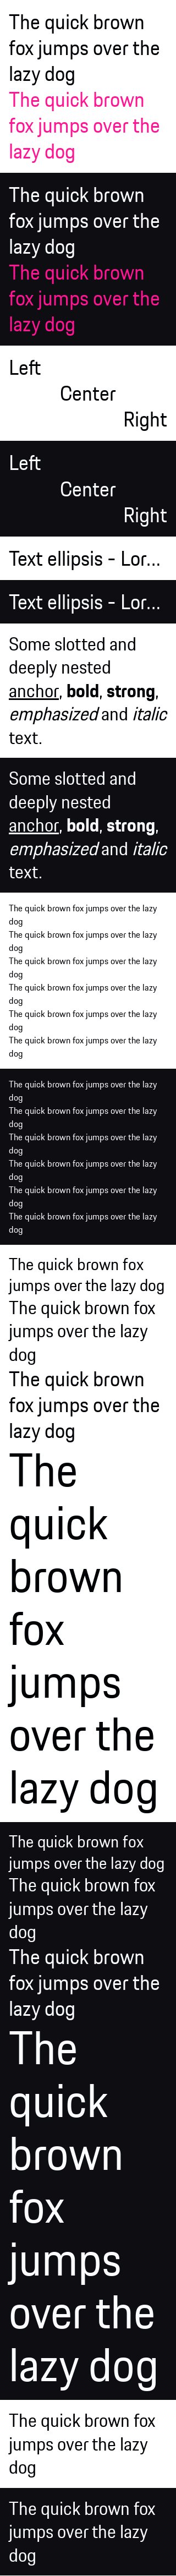 The quick brown
fox jumps over the
lazy dog
The quick brown
fox jumps over the
lazy dog
The quick brown
fox jumps over the
lazy dog
The quick brown
fox jumps over the
lazy dog
Left
Center
Right
Left
Center
Right
Text ellipsis - Lor...
Text ellipsis - Lor...
Some slotted and
deeply nested
anchor, bold, strong,
emphasized and italic
text.
Some slotted and
deeply nested
anchor, bold, strong,
emphasized and italic
text.
The quick brown fox jumps over the lazy
dog
The quick brown fox jumps over the lazy
dog
The quick brown fox jumps over the lazy
dog
The quick brown fox jumps over the lazy
dog
The quick brown fox jumps over the lazy
dog
The quick brown fox jumps over the lazy
dog
The quick brown fox jumps over the lazy
dog
The quick brown fox jumps over the lazy
dog
The quick brown fox jumps over the lazy
dog
The quick brown fox jumps over the lazy
dog
The quick brown fox jumps over the lazy
dog
The quick brown fox jumps over the lazy
dog
The quick brown fox
jumps over the lazy dog
The quick brown fox
jumps over the lazy
dog
The quick brown
fox jumps over the
lazy dog
The
quick
brown
fox
jumps
over the
lazy dog
The quick brown fox
jumps over the lazy dog
The quick brown fox
jumps over the lazy
dog
The quick brown
fox jumps over the
lazy dog
The
quick
brown
fox
jumps
over the
lazy dog
The quick brown fox
jumps over the lazy
dog
The quick brown fox
jumps over the lazy
dog